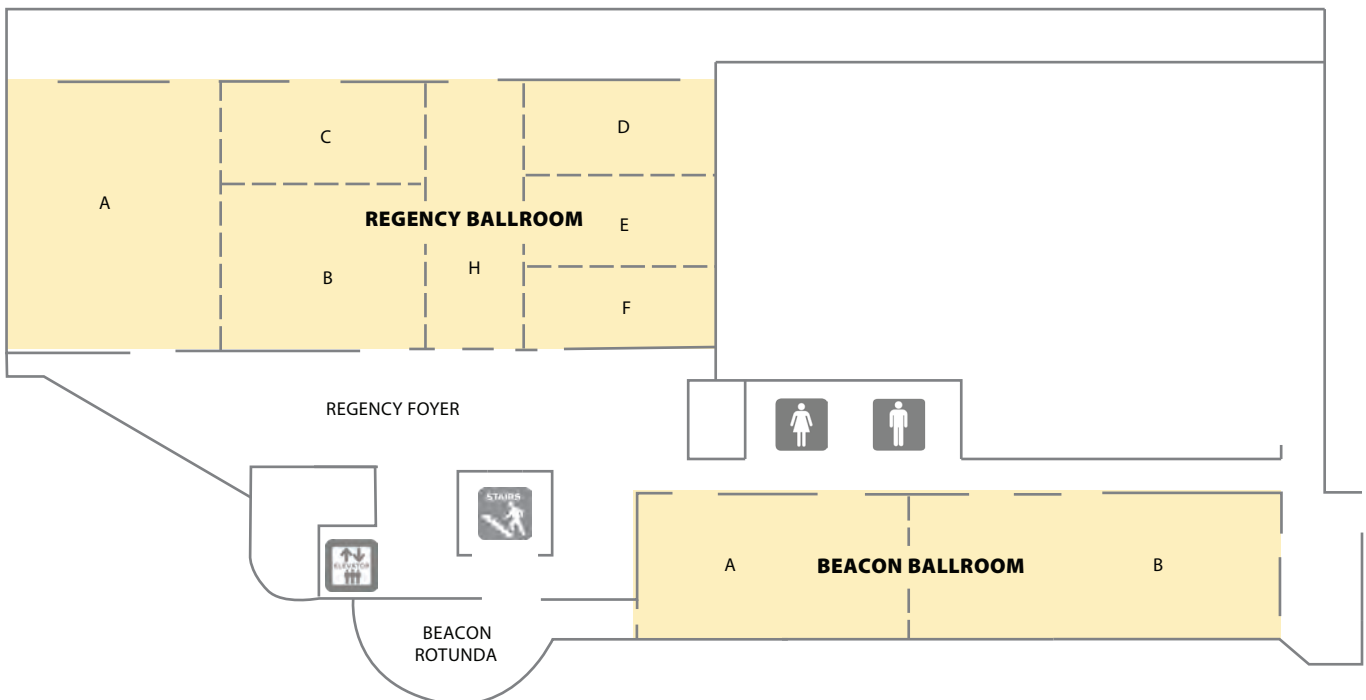 C
D
A
REGENCY BALLROOM
E
B
H
F
REGENCY FOYER
STAIRS
ELEVATOR
A
BEACON BALLROOM
B
BEACON
ROTUNDA